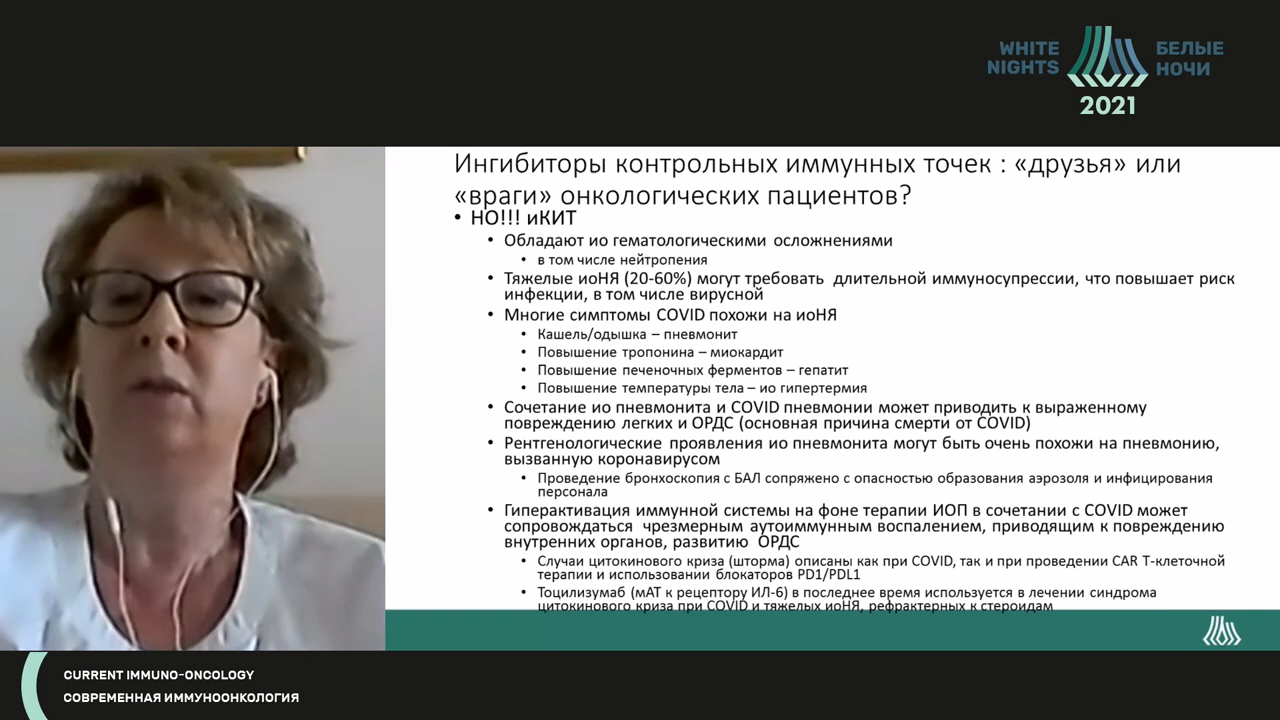 WHITE
NIGHTS
БЕЛЫЕ
НОЧИ
2021
Ингибиторы контрольных иммунных точек : «друзья» или
«враги» онкологических пациентов?
• НО!!! иКИТ
• Обладают ио гематологическими осложнениями
• в том числе нейтропения
• Тяжелые иоНЯ (20-60%) могут требовать длительной иммуносупрессии, что повышает риск
инфекции, в том числе вирусной
• Многие симптомы COVID похожи на иоНЯ
• Кашель/одышка – пневмонит
• Повышение тропонина – миокардит
• Повышение печеночных ферментов – гепатит
• Повышение температуры тела – ио гипертермия
• Сочетание ио пневмонита и COVID пневмонии может приводить к выраженному
повреждению легких и ОРДС (основная причина смерти от COVID)
• Рентгенологические проявления ио пневмонита могут быть очень похожи на пневмонию,
вызванную коронавирусом
• Проведение бронхоскопия с БАЛ сопряжено с опасностью образования аэрозоля и инфицирования
персонала
• Гиперактивация иммунной системы на фоне терапии ИОП в сочетании с COVID может
сопровождаться чрезмерным аутоиммунным воспалением, приводящим к повреждению
внутренних органов, развитию ОРДС
• Случаи цитокинового криза (шторма) описаны как при COVID, так и при проведении CAR T-клеточной
терапии и использовании блокаторов PD1/PDL1
• Тоцилизумаб (мАТ к рецептору ИЛ-6) в последнее время используется в лечении синдрома
цитокинового криза при COVID и тяжелых иоНЯ, рефрактерных к стероидам
CURRENT IMMUNO-ONCOLOGY
СОВРЕМЕННАЯ ИММУНООНКОЛОГИЯ